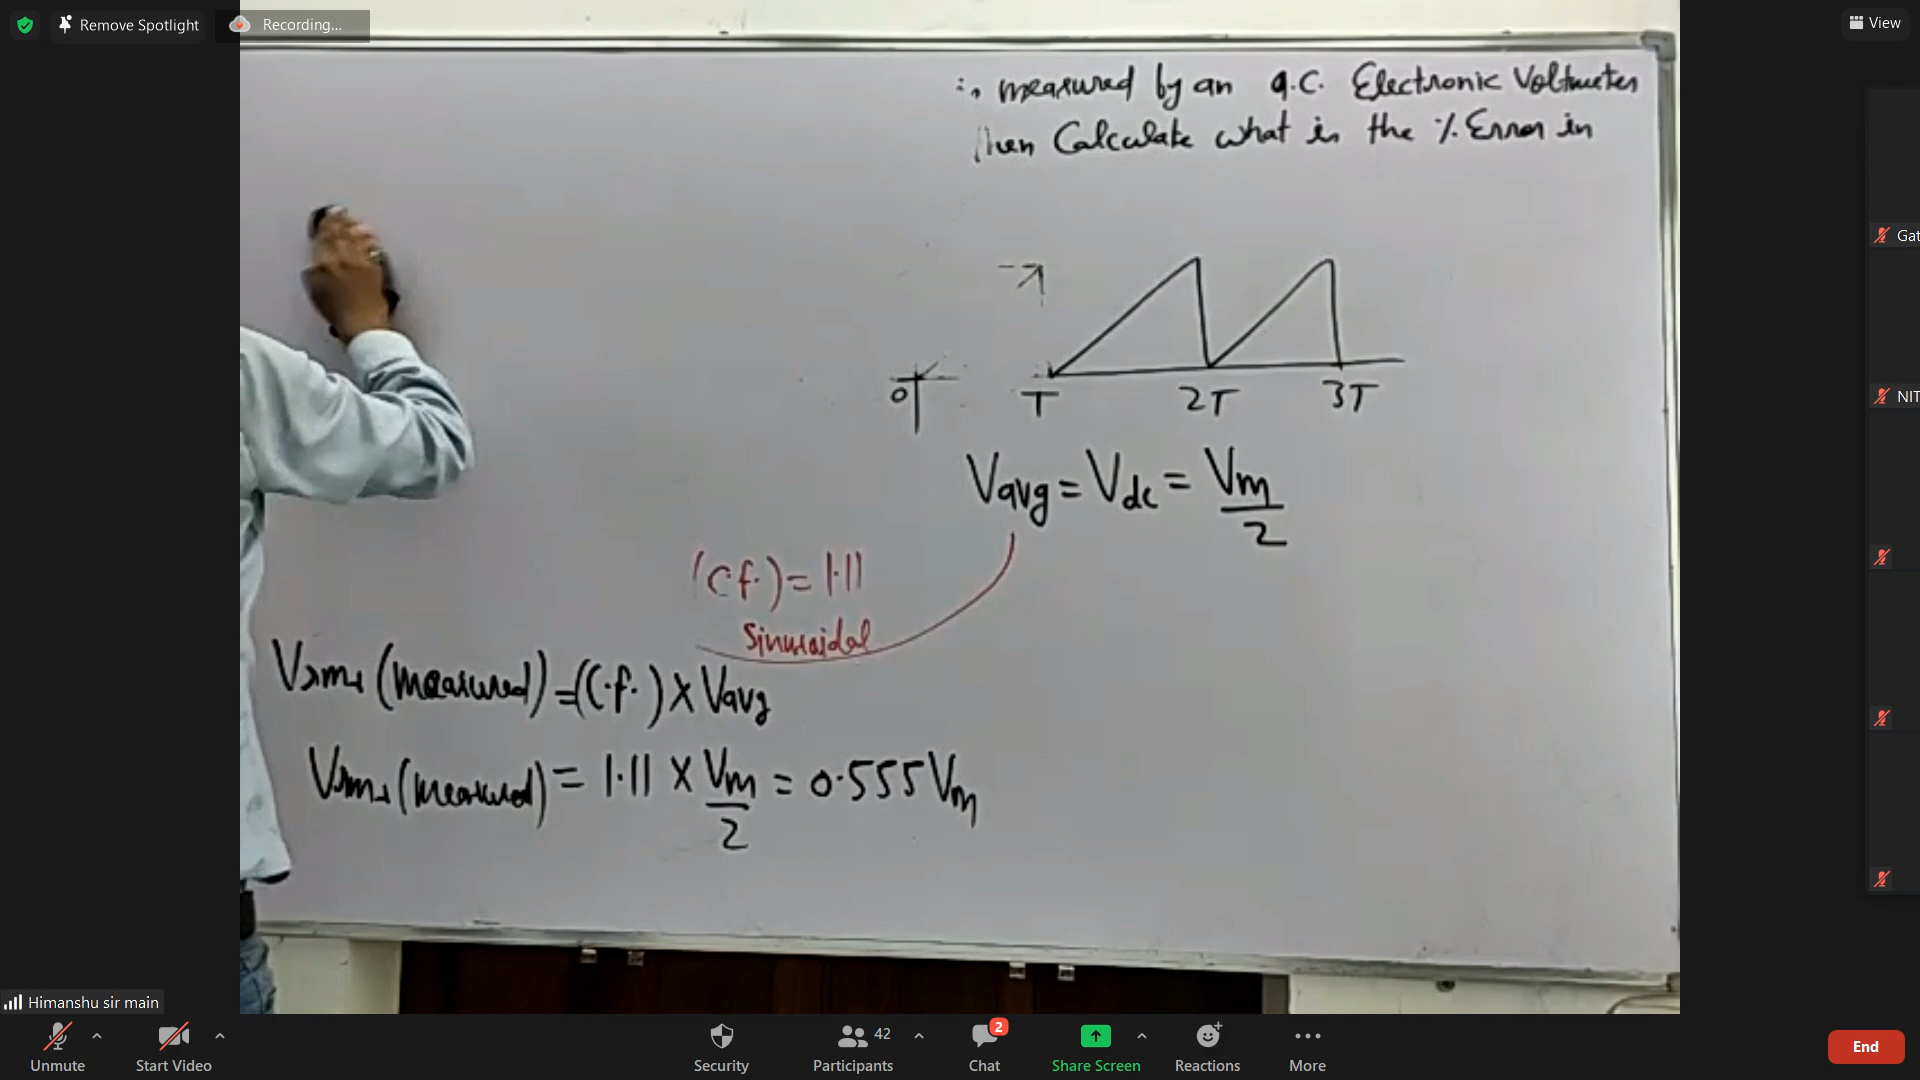 Remove Spotlight
Recording...
View
measured by an a.c. Electronic Voltmeter
Calculate what is the % Error in
0
T
2T
3T
Vavg = Vdc = Vm/2
(C.f.) = 1.11
Sinusoidal
Vrms (measured) = (C.f.) X Vavg
Vrms (measured) = 1.11 X Vm/2 = 0.555 Vm
Gat
NIT
Himanshu sir main
Unmute
Start Video
Security
42
Participants
2
Chat
Share Screen
Reactions
More
End